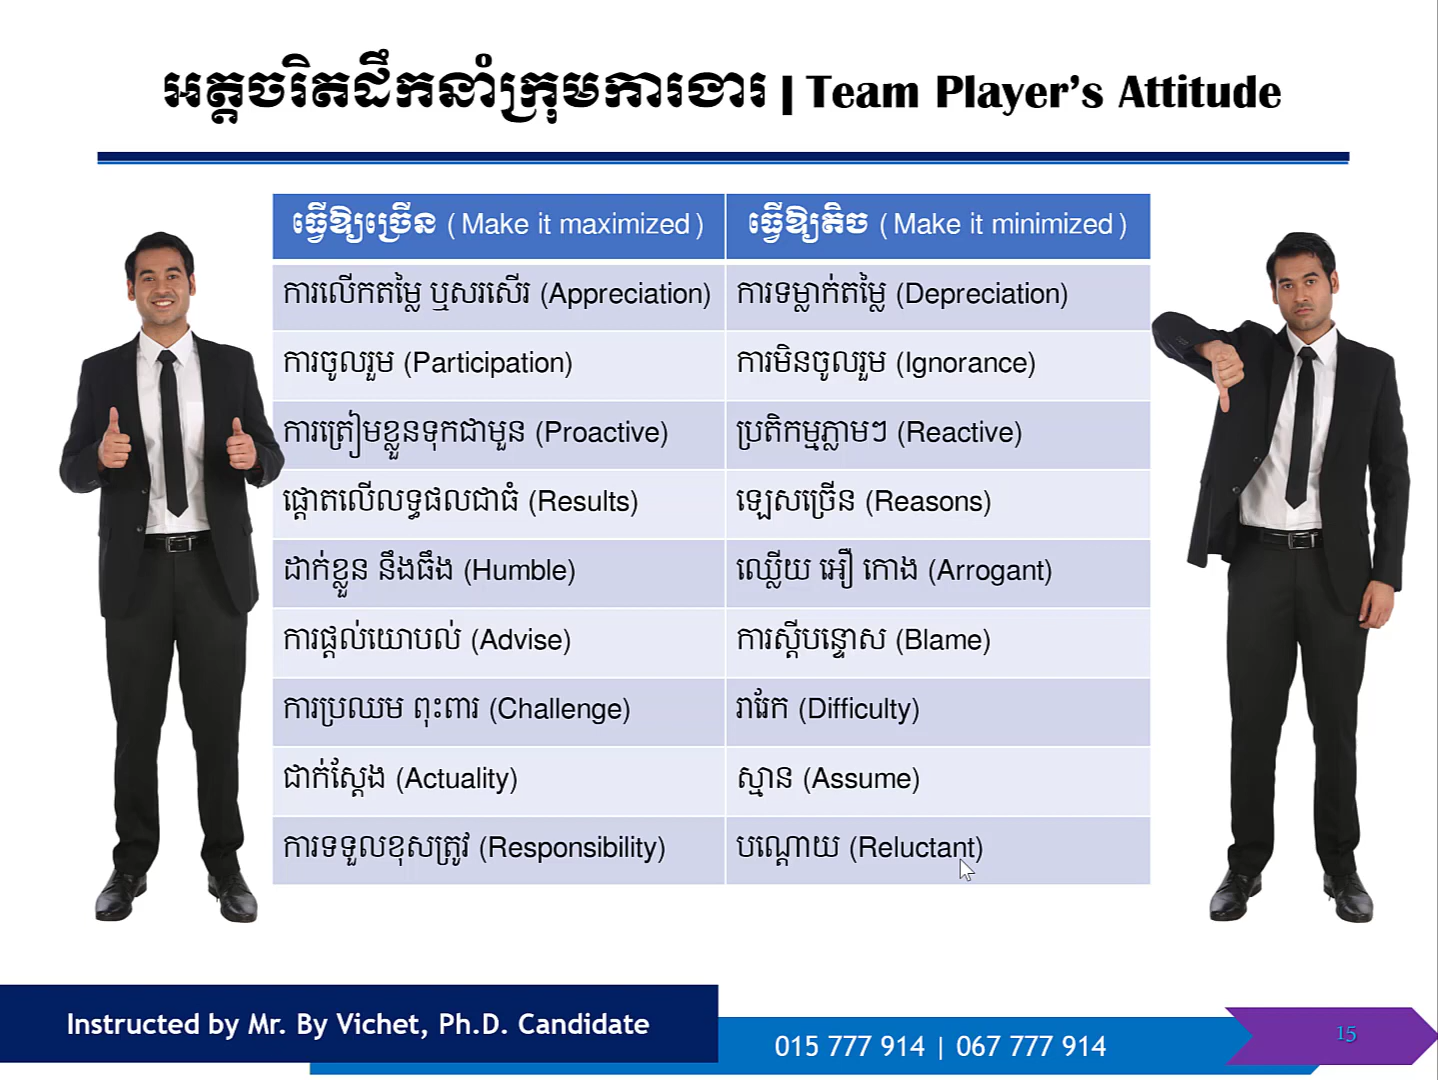 អត្តចរិតដឹកនាំក្រុមការងារ | Team Player’s Attitude
ធ្វើឱ្យច្រើន ( Make it maximized )
ធ្វើឱ្យតិច ( Make it minimized )
ការលើកតម្លៃ ឬសរសើរ (Appreciation)
ការទម្លាក់តម្លៃ (Depreciation)
ការចូលរួម (Participation)
ការមិនចូលរួម (Ignorance)
ការត្រៀមខ្លួនទុកជាមួន (Proactive)
ប្រតិកម្មភ្លាមៗ (Reactive)
ផ្តោតលើលទ្ធផលជាធំ (Results)
ឡេសច្រើន (Reasons)
ដាក់ខ្លួន នឹងធឹង (Humble)
ឈ្លើយ អឿ កោង (Arrogant)
ការផ្តល់យោបល់ (Advise)
ការស្តីបន្ទោស (Blame)
ការប្រឈម ពុះពារ (Challenge)
រារែក (Difficulty)
ជាក់ស្តែង (Actuality)
ស្មាន (Assume)
ការទទួលខុសត្រូវ (Responsibility)
បណ្តោយ (Reluctant)
Instructed by Mr. By Vichet, Ph.D. Candidate
015 777 914 | 067 777 914
15